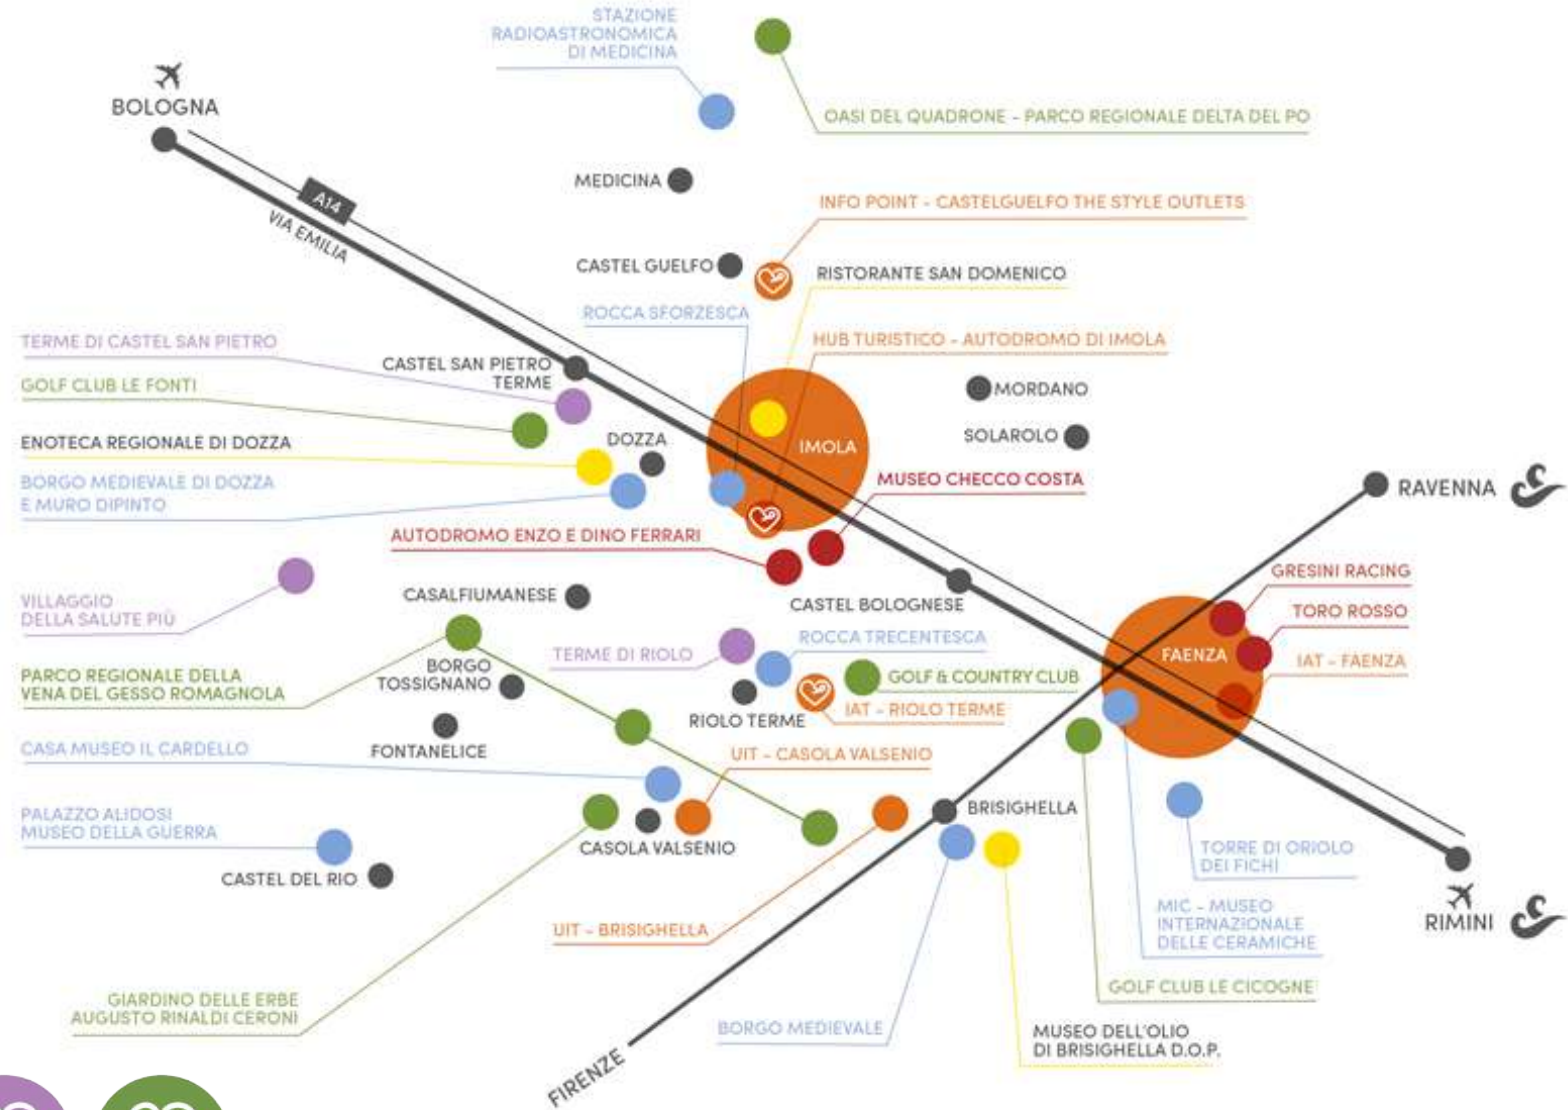 STAZIONE
RADIOASTRONOMICA
DI MEDICINA
BOLOGNA
OASI DEL QUADRONE - PARCO REGIONALE DELTA DEL PO
MEDICINA
A14
VIA EMILIA
INFO POINT - CASTELGUELFO THE STYLE OUTLETS
CASTEL GUELFO
RISTORANTE SAN DOMENICO
ROCCA SFORZESCA
HUB TURISTICO - AUTODROMO DI IMOLA
TERME DI CASTEL SAN PIETRO
CASTEL SAN PIETRO
TERME
GOLF CLUB LE FONTI
MORDANO
ENOTECA REGIONALE DI DOZZA
DOZZA
IMOLA
SOLAROLO
BORGO MEDIEVALE DI DOZZA
E MURO DIPINTO
MUSEO CHECCO COSTA
RAVENNA
AUTODROMO ENZO E DINO FERRARI
GRESINI RACING
CASALFIUMANESE
CASTEL BOLOGNESE
VILLAGGIO
DELLA SALUTE PIÙ
TORO ROSSO
ROCCA TRECENTESCA
TERME DI RIOLO
FAENZA
IAT - FAENZA
PARCO REGIONALE DELLA
VENA DEL GESSO ROMAGNOLA
BORGO
TOSSIGNANO
GOLF & COUNTRY CLUB
IAT - RIOLO TERME
RIOLO TERME
FONTANELICE
CASA MUSEO IL CARDELLO
UIT - CASOLA VALSENIO
PALAZZO ALIDOSI
MUSEO DELLA GUERRA
BRISIGHELLA
CASOLA VALSENIO
TORRE DI ORIOLO
DEI FICHI
CASTEL DEL RIO
MIC - MUSEO
INTERNAZIONALE
DELLE CERAMICHE
RIMINI
UIT - BRISIGHELLA
GOLF CLUB LE CICOGNE
GIARDINO DELLE ERBE
AUGUSTO RINALDI CERONI
BORGO MEDIEVALE
MUSEO DELL'OLIO
DI BRISIGHELLA D.O.P.
FIRENZE